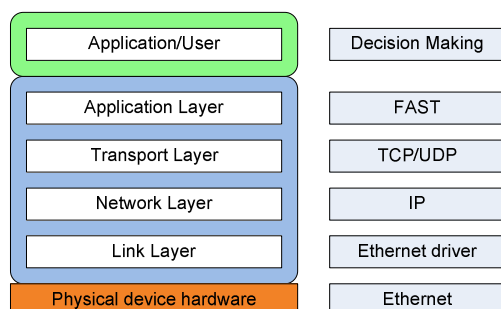 Application/User Decision Making
Application Layer FAST
Transport Layer TCP/UDP
Network Layer IP
Link Layer Ethernet driver
Physical device hardware Ethernet